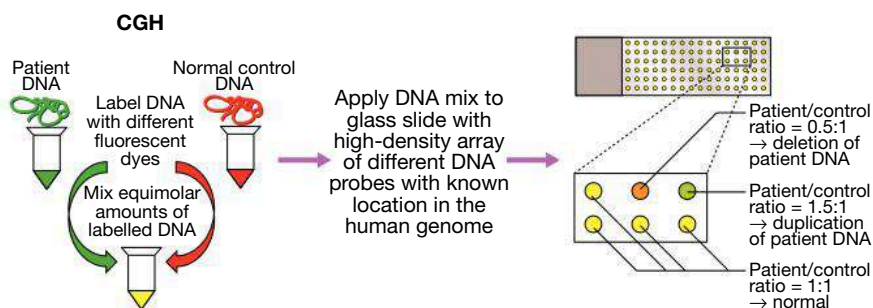 CGH
Patient
DNA
Normal control
DNA
Label DNA
with different
fluorescent
dyes
Mix equimolar
amounts of
labelled DNA
Apply DNA mix to
glass slide with
high-density array
of different DNA
probes with known
location in the
human genome
Patient/control
ratio = 0.5:1
→ deletion of
patient DNA
Patient/control
ratio = 1.5:1
→ duplication
of patient DNA
Patient/control
ratio = 1:1
→ normal